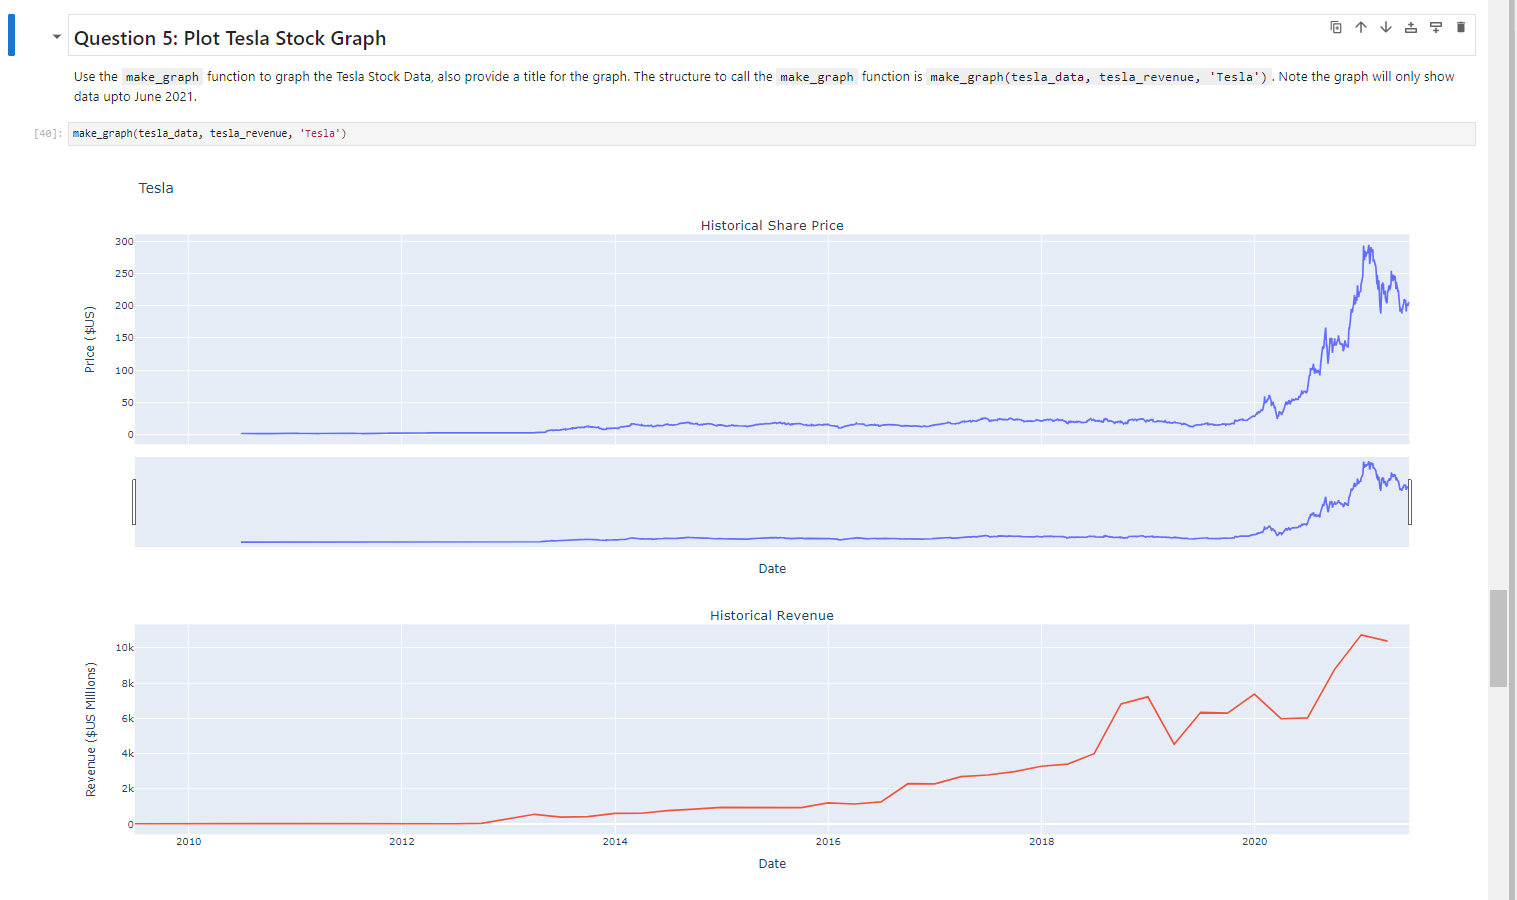 Question 5: Plot Tesla Stock Graph
Use the make_graph function to graph the Tesla Stock Data, also provide a title for the graph. The structure to call the make_graph function is make_graph(tesla_data, tesla_revenue, 'Tesla'). Note the graph will only show
data upto June 2021.
[40]: make_graph(tesla_data, tesla_revenue, 'Tesla')
Tesla
Historical Share Price
300
250
200
150
100
50
0
Price ($US)
Date
Historical Revenue
10k
8k
6k
4k
2k
0
Revenue ($US Millions)
2010 2012 2014 2016 2018 2020
Date